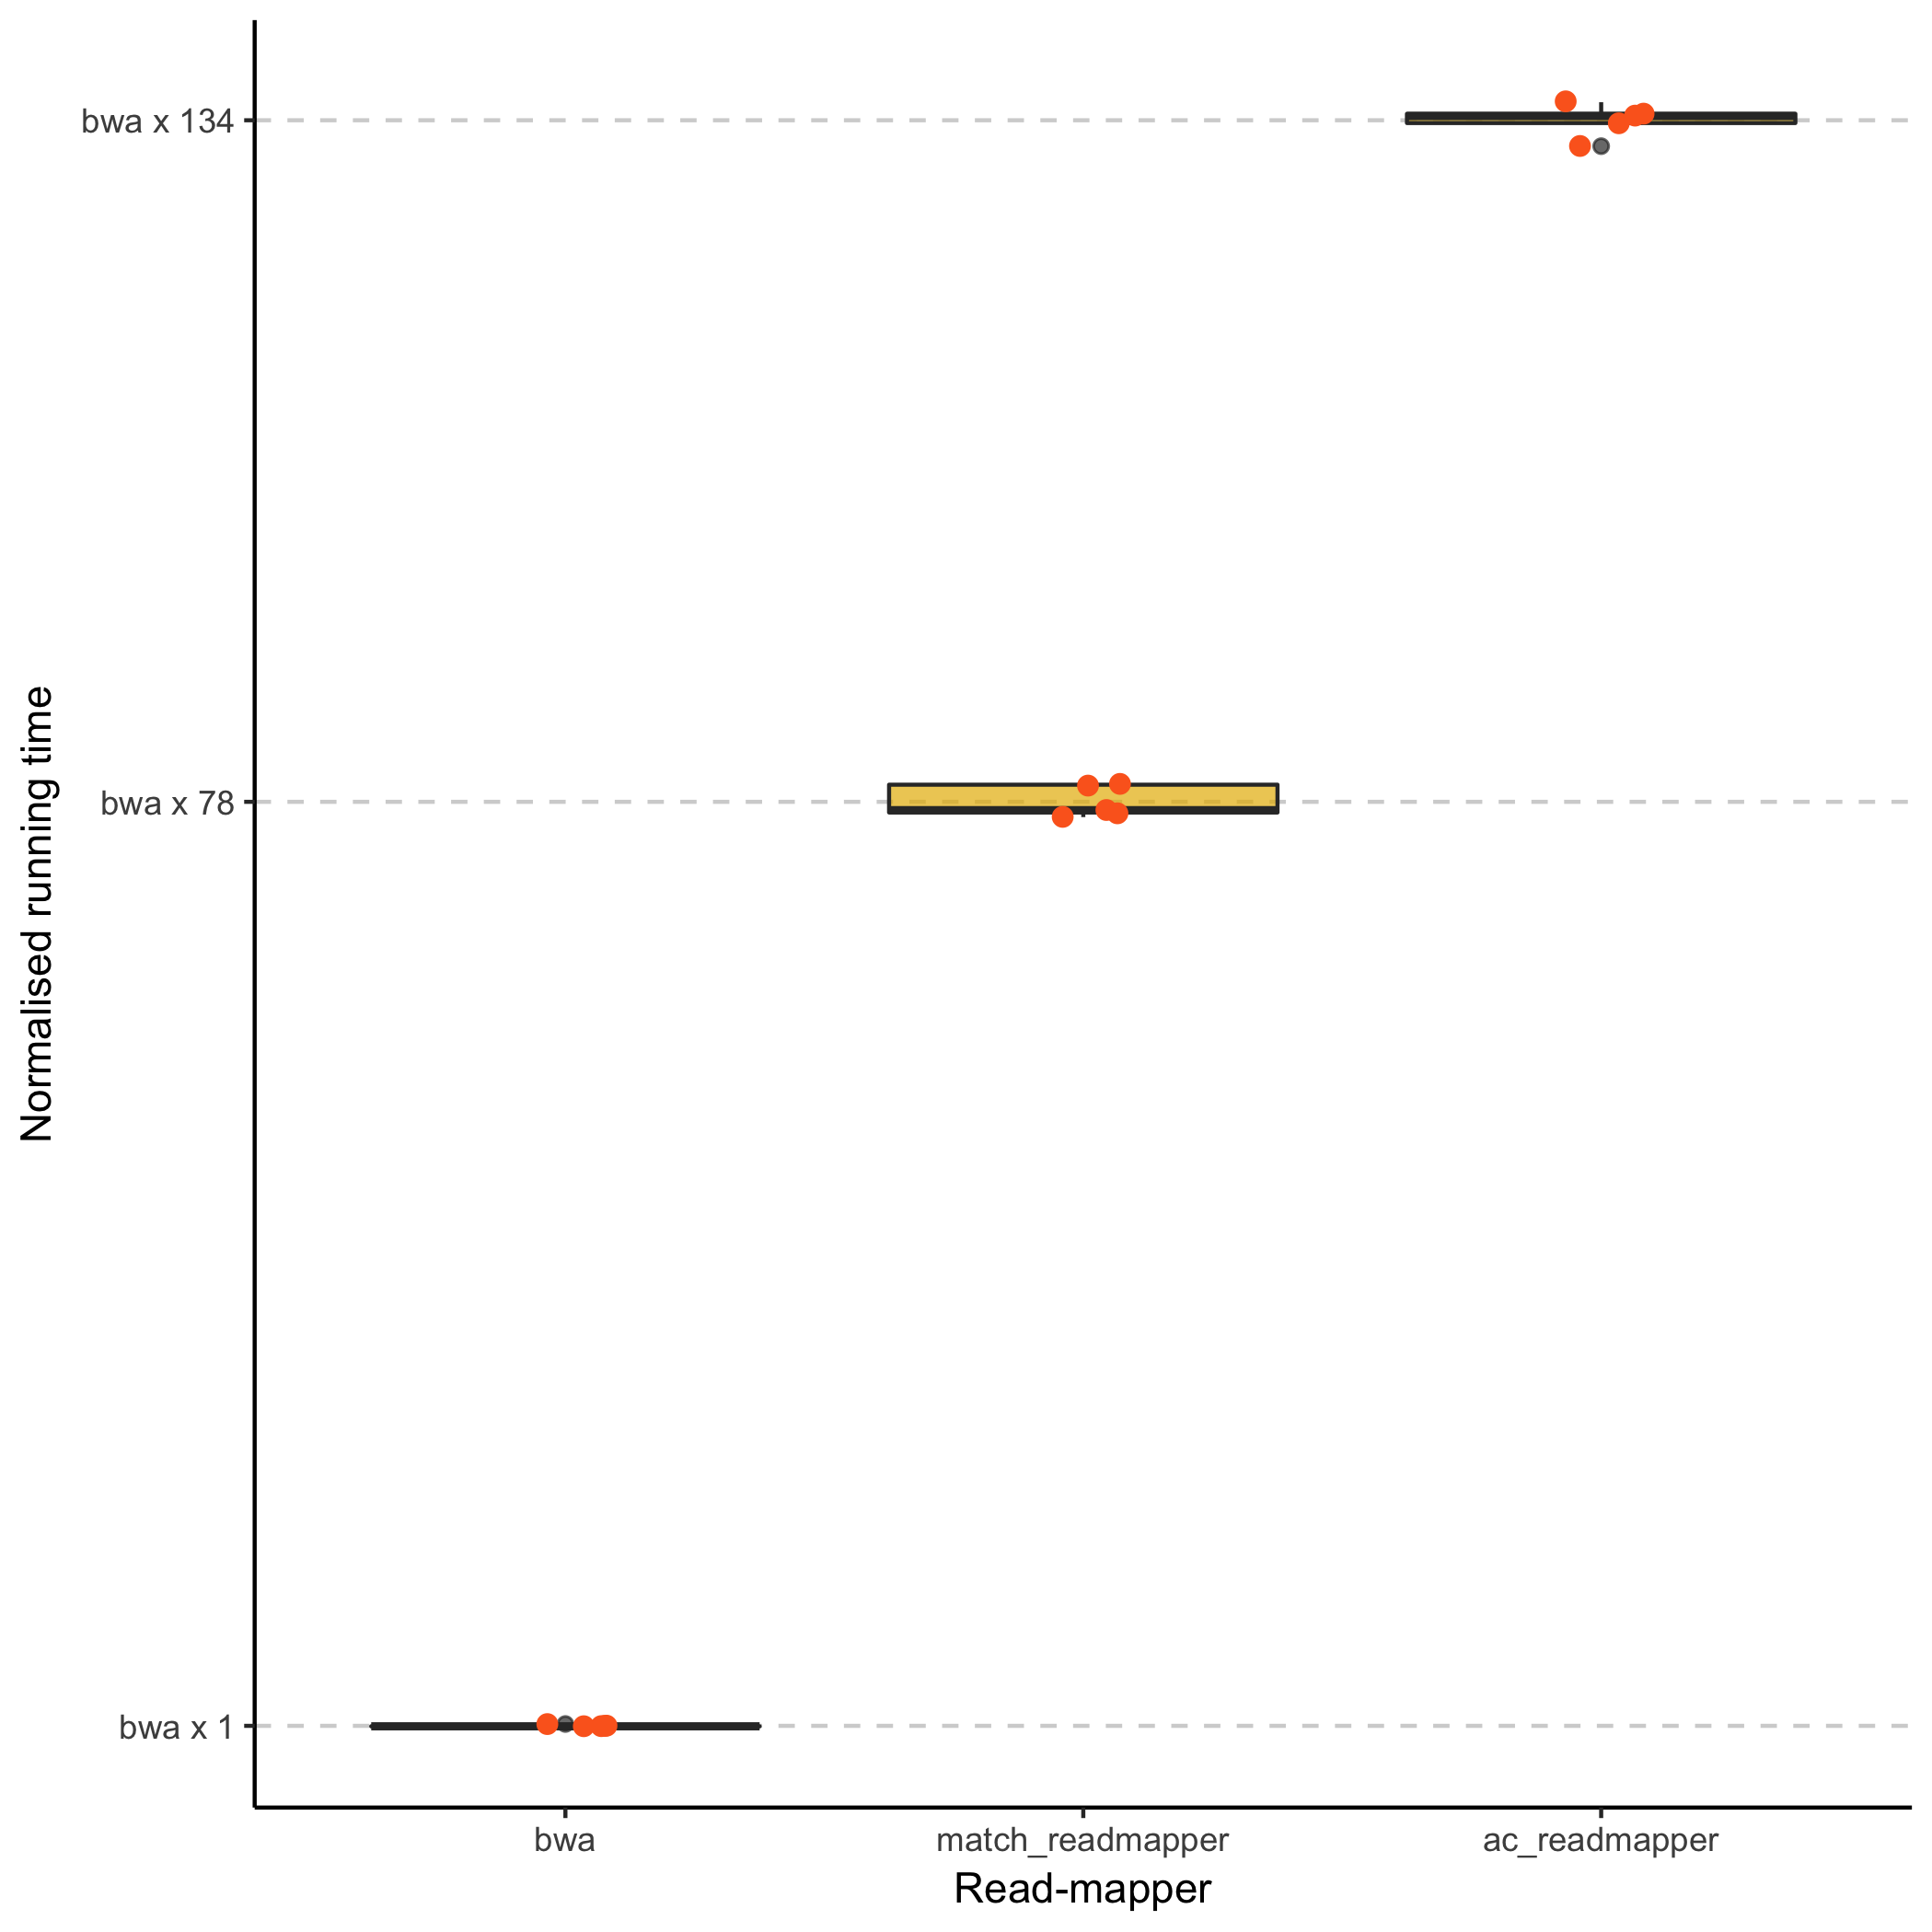 Normalised running time
bwa x 134
bwa x 78
bwa x 1
bwa
match_readmapper
ac_readmapper
Read-mapper